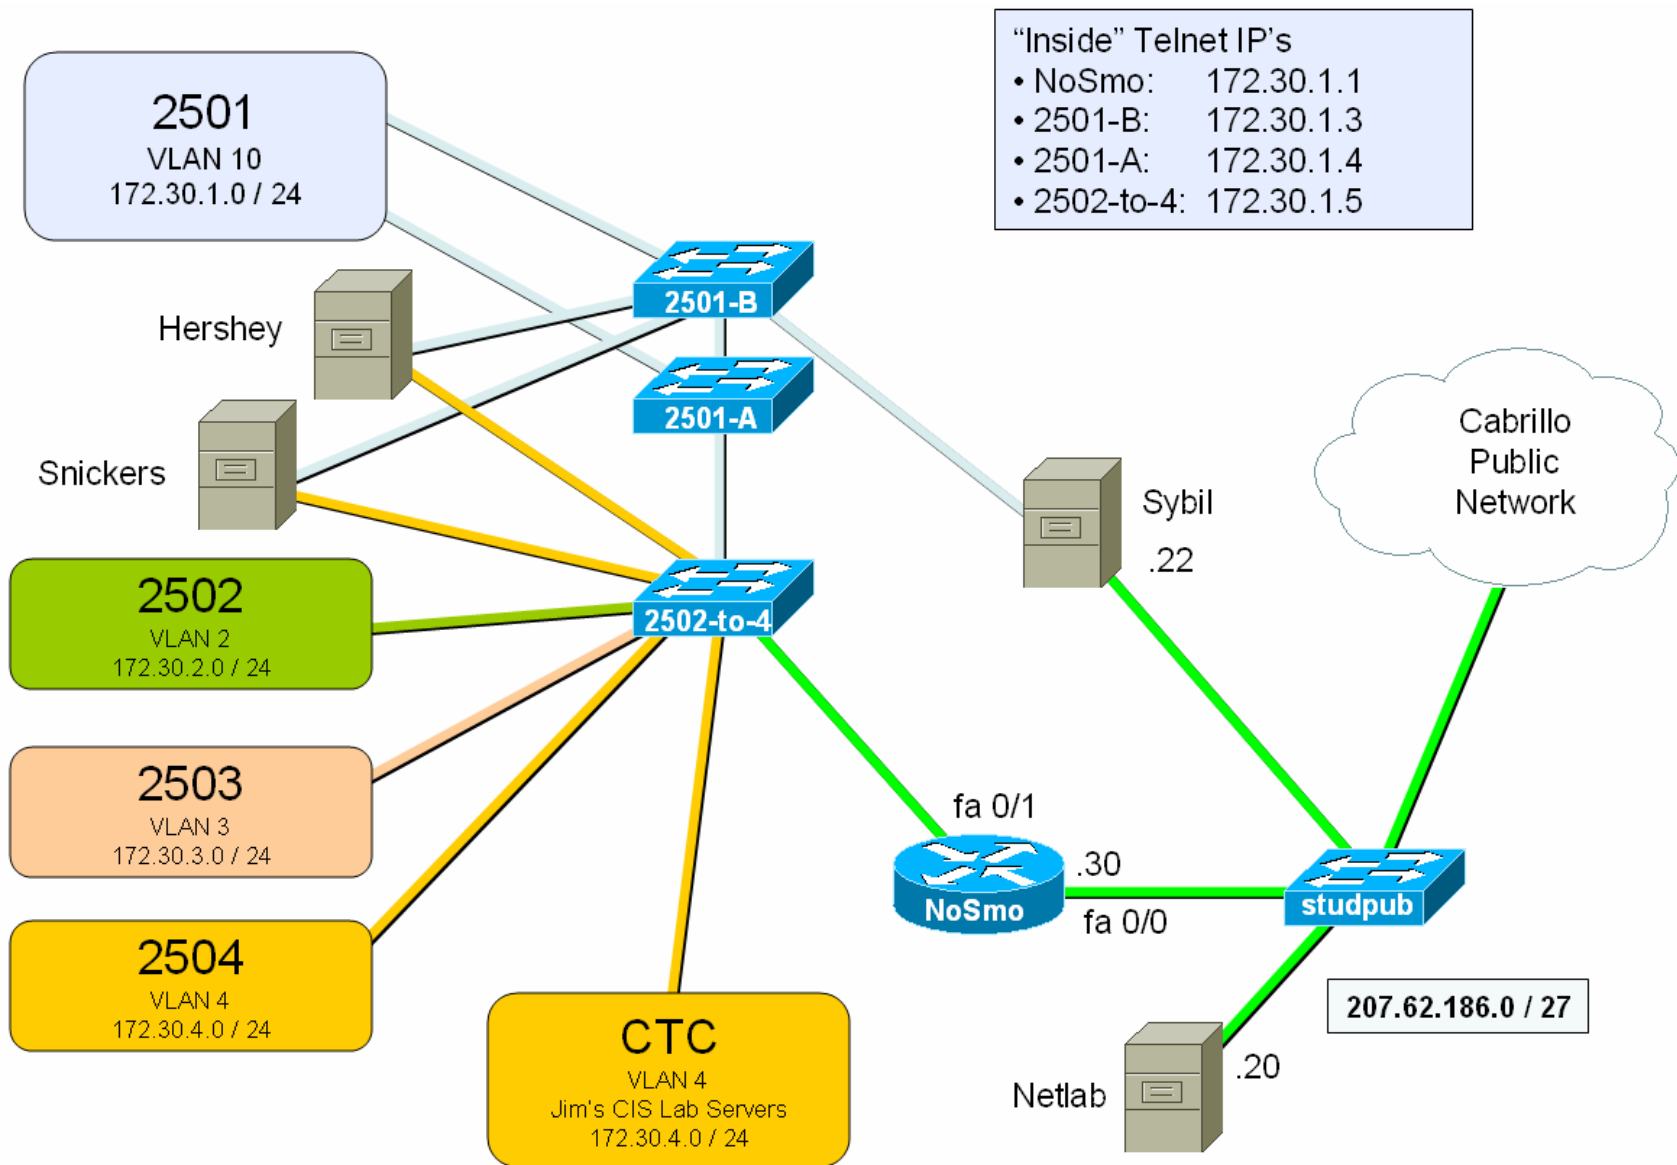 “Inside” Telnet IP's
• NoSmo: 172.30.1.1
• 2501-B: 172.30.1.3
• 2501-A: 172.30.1.4
• 2502-to-4: 172.30.1.5
2501
VLAN 10
172.30.1.0 / 24
2501-B
Hershey
2501-A
Snickers
Cabrillo
Public
Network
Sybil
.22
2502
VLAN 2
172.30.2.0 / 24
2502-to-4
2503
VLAN 3
172.30.3.0 / 24
fa 0/1
.30
NoSmo
fa 0/0
studpub
2504
VLAN 4
172.30.4.0 / 24
CTC
VLAN 4
Jim's CIS Lab Servers
172.30.4.0 / 24
207.62.186.0 / 27
Netlab
.20